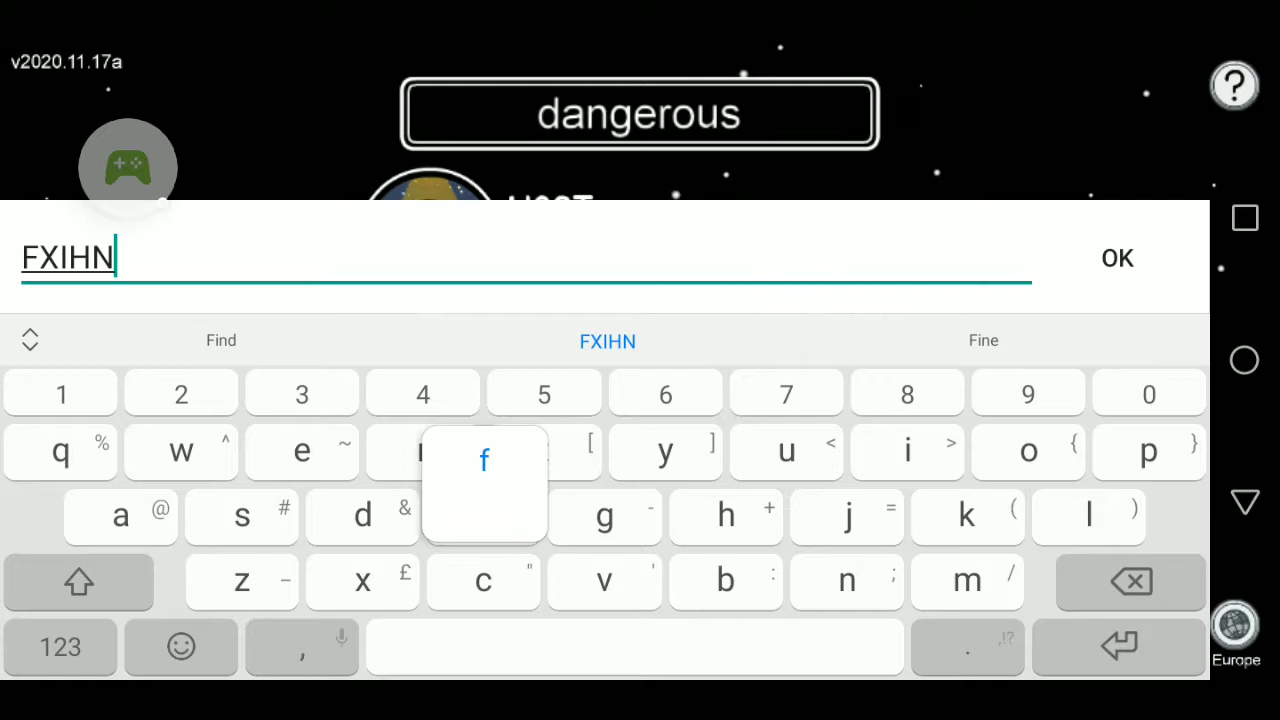 v2020.11.17a
dangerous
FXIHN
OK
Find FXIHN Fine
1 2 3 4 5 6 7 8 9 0
q % w ^ e ~ [ y ] u < i > o { p }
f
a @ s # d & g - h + j = k ( l )
z _ x £ c " v ' b : n ; m /
123 , . ,!?
Europe